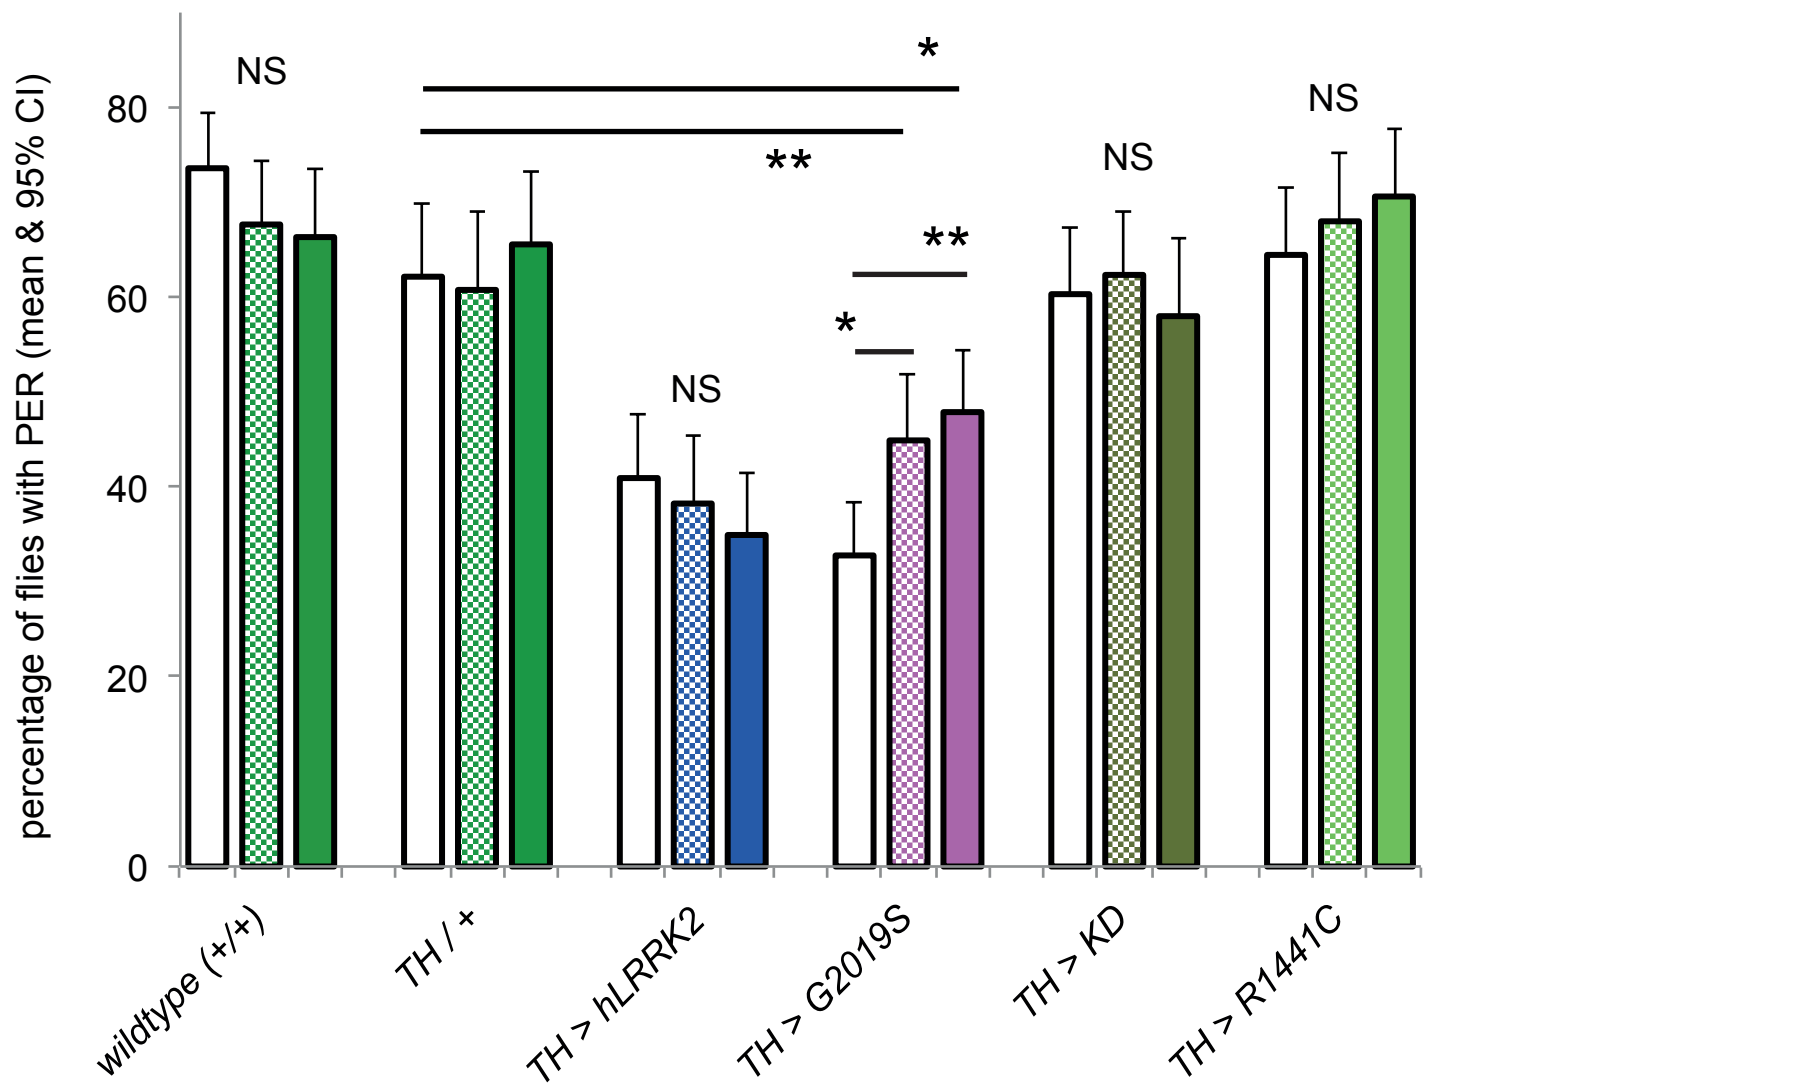 percentage of flies with PER (mean & 95% CI)
80
60
40
20
0
NS
*
**
NS
*
**
NS
NS
wildtype (+/+)
TH / +
TH > hLRRK2
TH > G2019S
TH > KD
TH > R1441C